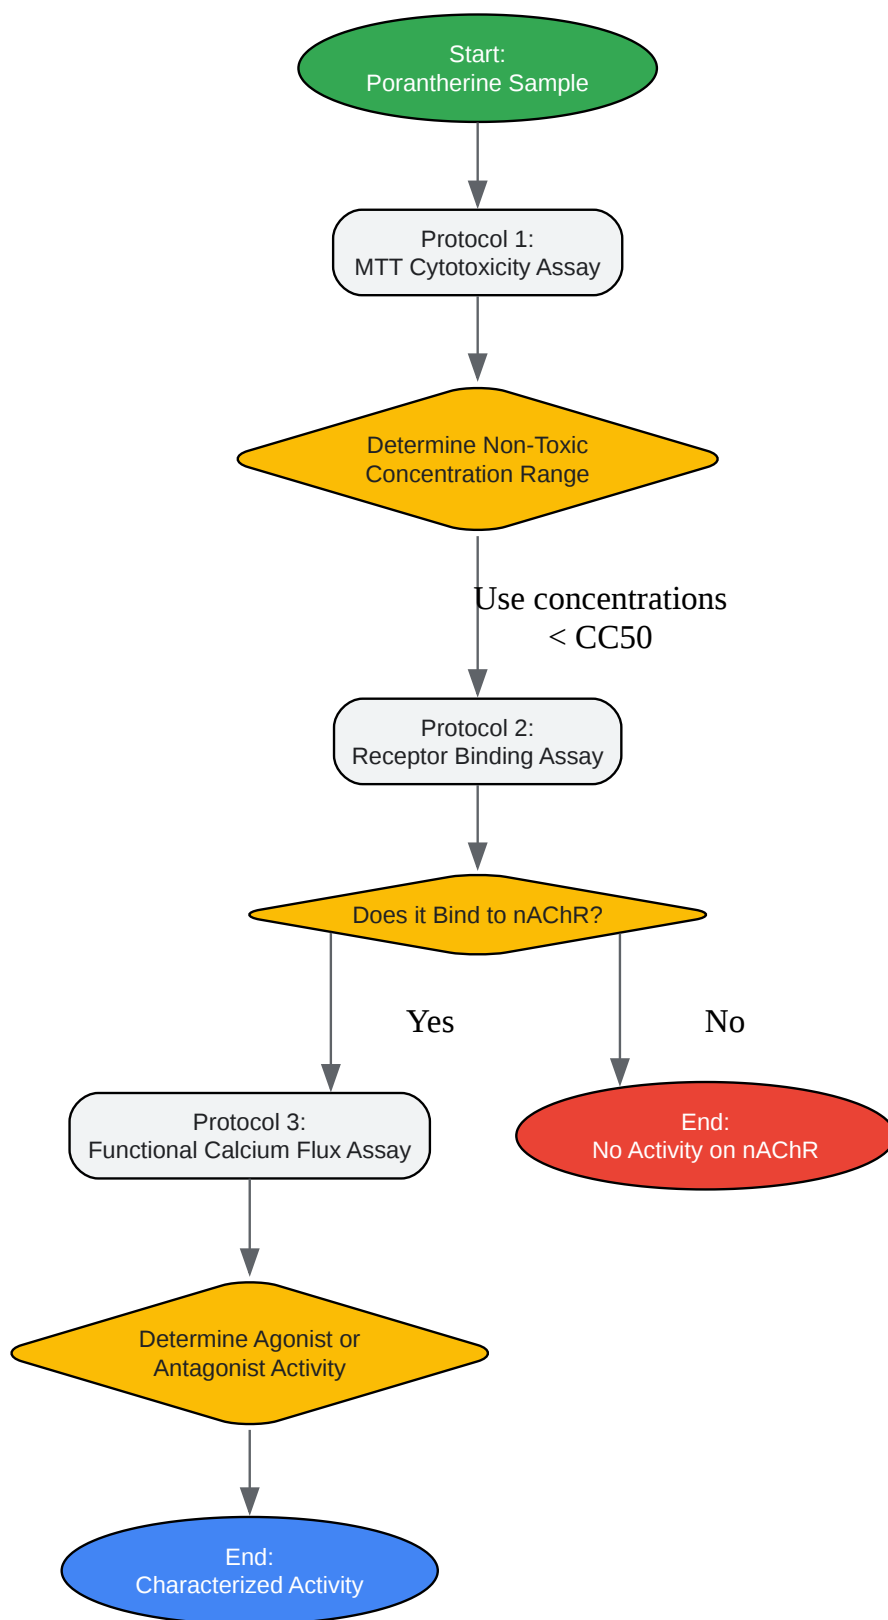 Start:
Porantherine Sample
Protocol 1:
MTT Cytotoxicity Assay
Determine Non-Toxic
Concentration Range
Use concentrations
< CC50
Protocol 2:
Receptor Binding Assay
Does it Bind to nAChR?
Yes
No
Protocol 3:
Functional Calcium Flux Assay
End:
No Activity on nAChR
Determine Agonist or
Antagonist Activity
End:
Characterized Activity